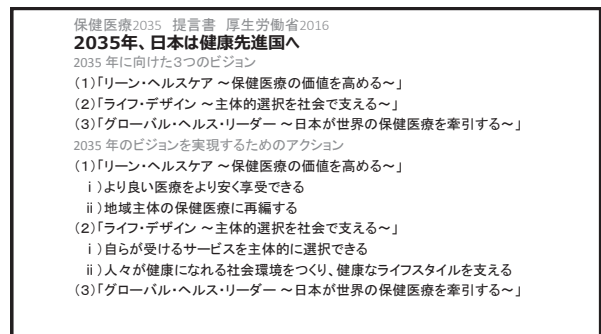 保健医療2035 提言書 厚生労働省2016
2035年、日本は健康先進国へ
2035 年に向けた3つのビジョン
(1)「リーン・ヘルスケア ～保健医療の価値を高める～」
(2)「ライフ・デザイン ～主体的選択を社会で支える～」
(3)「グローバル・ヘルス・リーダー ～日本が世界の保健医療を牽引する～」
2035 年のビジョンを実現するためのアクション
(1)「リーン・ヘルスケア ～保健医療の価値を高める～」
ⅰ)より良い医療をより安く享受できる
ⅱ)地域主体の保健医療に再編する
(2)「ライフ・デザイン ～主体的選択を社会で支える～」
ⅰ)自らが受けるサービスを主体的に選択できる
ⅱ)人々が健康になれる社会環境をつくり、健康なライフスタイルを支える
(3)「グローバル・ヘルス・リーダー ～日本が世界の保健医療を牽引する～」